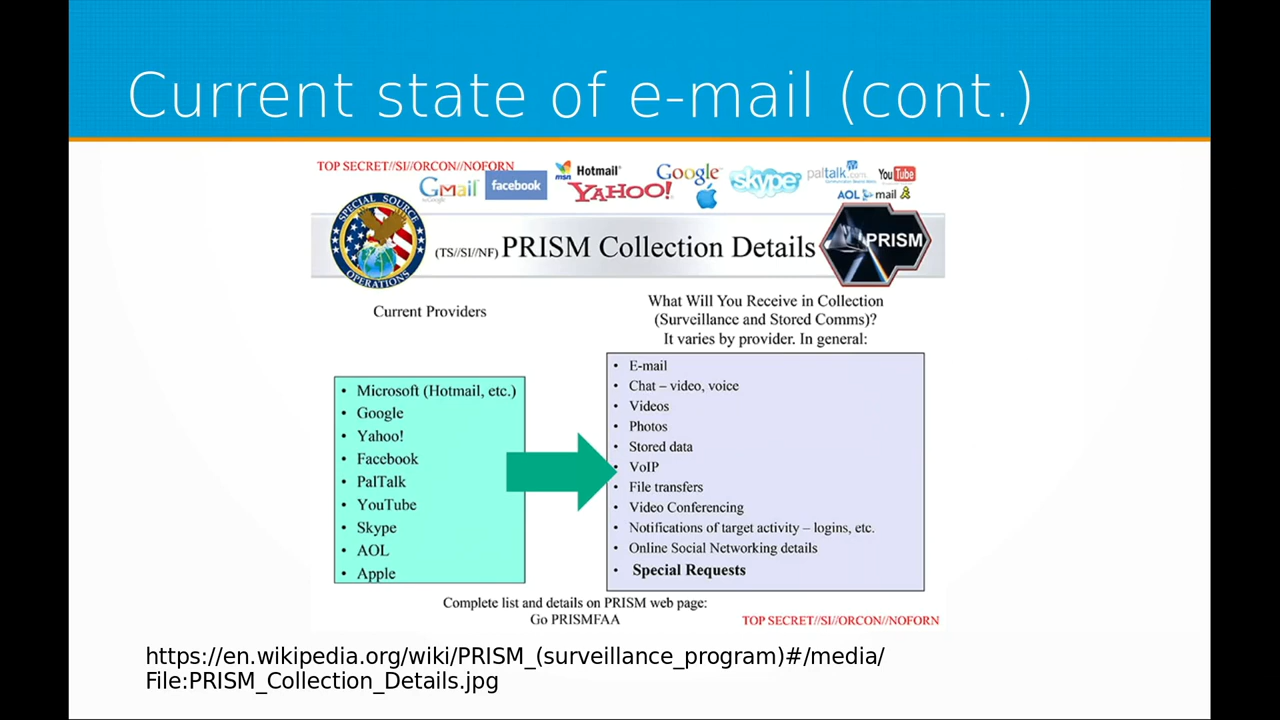 Current state of e-mail (cont.)
TOP SECRET//SI//ORCON//NOFORN
Gmail
by Google
facebook
msn
Hotmail
YAHOO!
Google
skype
paltalk.com
YouTube
AOL mail
SPECIAL SOURCE OPERATIONS
(TS//SI//NF) PRISM Collection Details
PRISM
Current Providers
What Will You Receive in Collection
(Surveillance and Stored Comms)?
It varies by provider. In general:
• Microsoft (Hotmail, etc.)
• Google
• Yahoo!
• Facebook
• PalTalk
• YouTube
• Skype
• AOL
• Apple
• E-mail
• Chat – video, voice
• Videos
• Photos
• Stored data
• VoIP
• File transfers
• Video Conferencing
• Notifications of target activity – logins, etc.
• Online Social Networking details
• Special Requests
Complete list and details on PRISM web page:
Go PRISMFAA
TOP SECRET//SI//ORCON//NOFORN
https://en.wikipedia.org/wiki/PRISM_(surveillance_program)#/media/
File:PRISM_Collection_Details.jpg